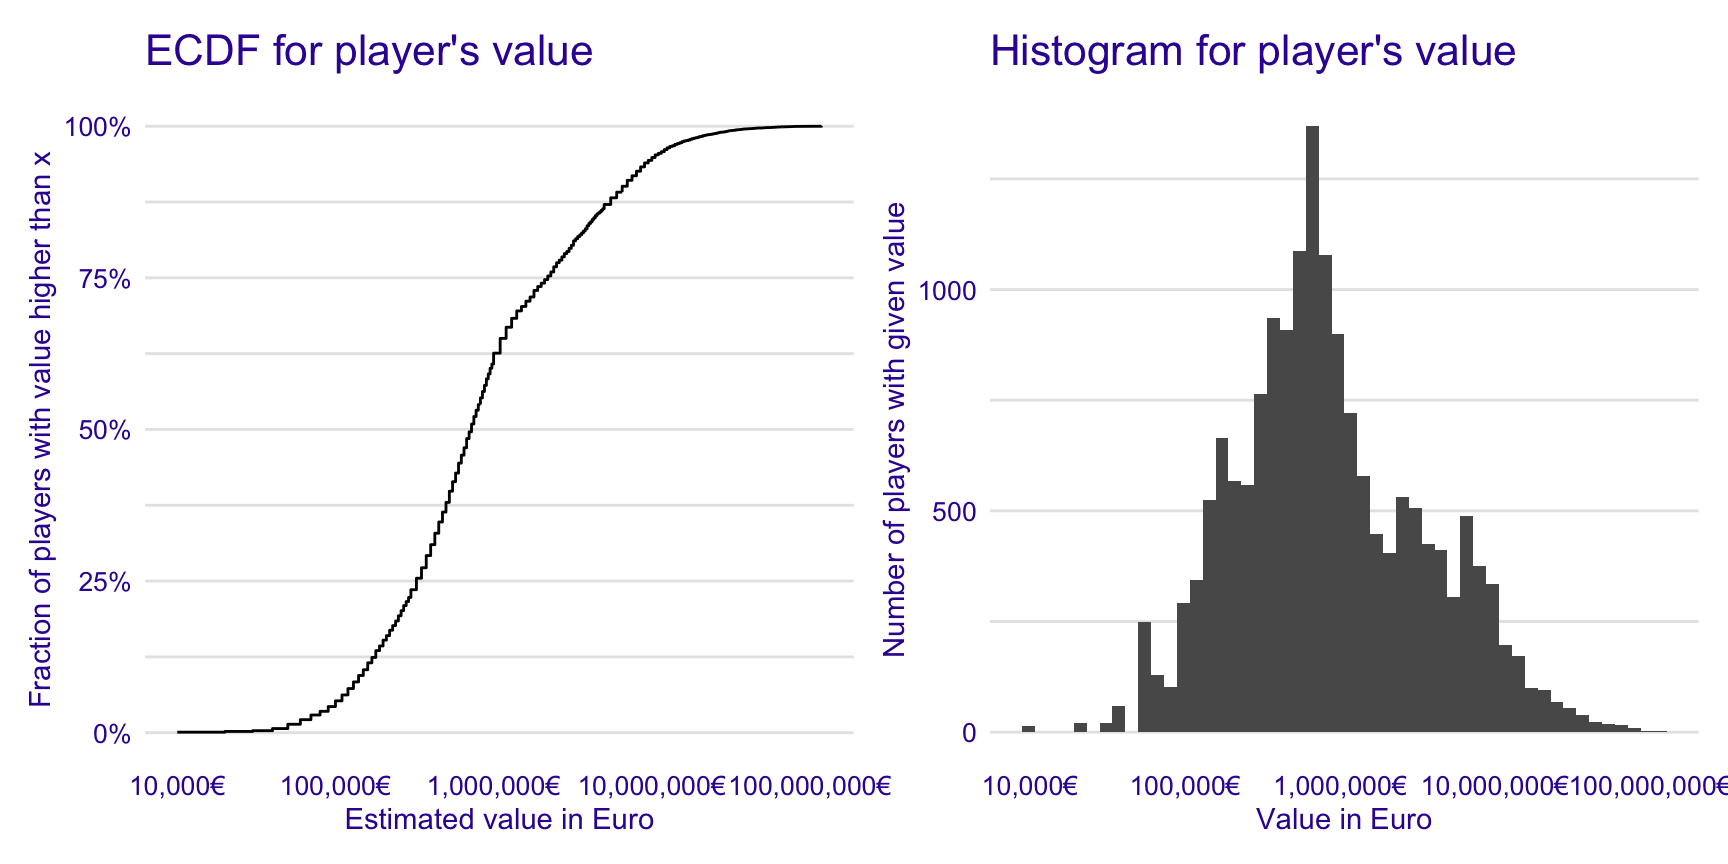 ECDF for player's value
Fraction of players with value higher than x
100%
75%
50%
25%
0%
10,000€ 100,000€ 1,000,000€ 10,000,000€ 100,000,000€
Estimated value in Euro
Histogram for player's value
Number of players with given value
1000
500
0
10,000€ 100,000€ 1,000,000€ 10,000,000€ 100,000,000€
Value in Euro